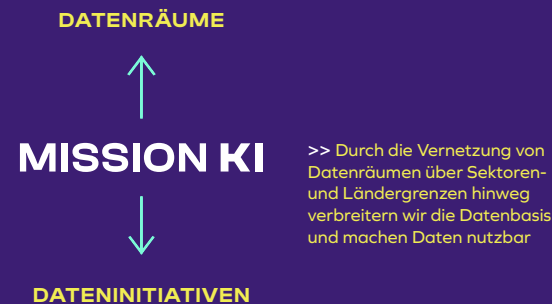 DATENRÄUME
MISSION KI
>> Durch die Vernetzung von
Datenräumen über Sektoren-
und Ländergrenzen hinweg
verbreitern wir die Datenbasis
und machen Daten nutzbar
DATENINITIATIVEN